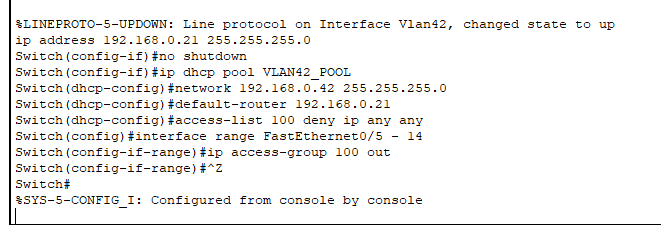 %LINEPROTO-5-UPDOWN: Line protocol on Interface Vlan42, changed state to up
ip address 192.168.0.21 255.255.255.0
Switch(config-if)#no shutdown
Switch(config-if)#ip dhcp pool VLAN42_POOL
Switch(dhcp-config)#network 192.168.0.42 255.255.255.0
Switch(dhcp-config)#default-router 192.168.0.21
Switch(dhcp-config)#access-list 100 deny ip any any
Switch(config)#interface range FastEthernet0/5 - 14
Switch(config-if-range)#ip access-group 100 out
Switch(config-if-range)#^Z
Switch#
%SYS-5-CONFIG_I: Configured from console by console